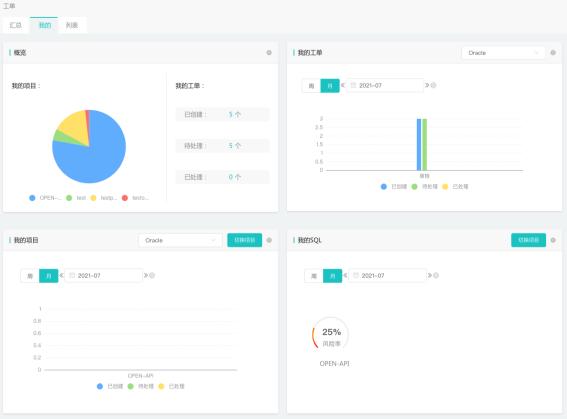 工单
汇总 我的 列表
概览
我的项目：
OPEN-... test testp... testo...
我的工单：
已创建： 5 个
待处理： 5 个
已处理： 0 个
我的工单
Oracle
周 月 2021-07
3
2.5
2
1.5
1
0.5
0
审核
已创建 待处理 已处理
我的项目
Oracle
切换项目
周 月 2021-07
1
0.8
0.6
0.4
0.2
0
OPEN-API
已创建 待处理 已处理
我的SQL
切换项目
周 月 2021-07
25%
风险率
OPEN-API